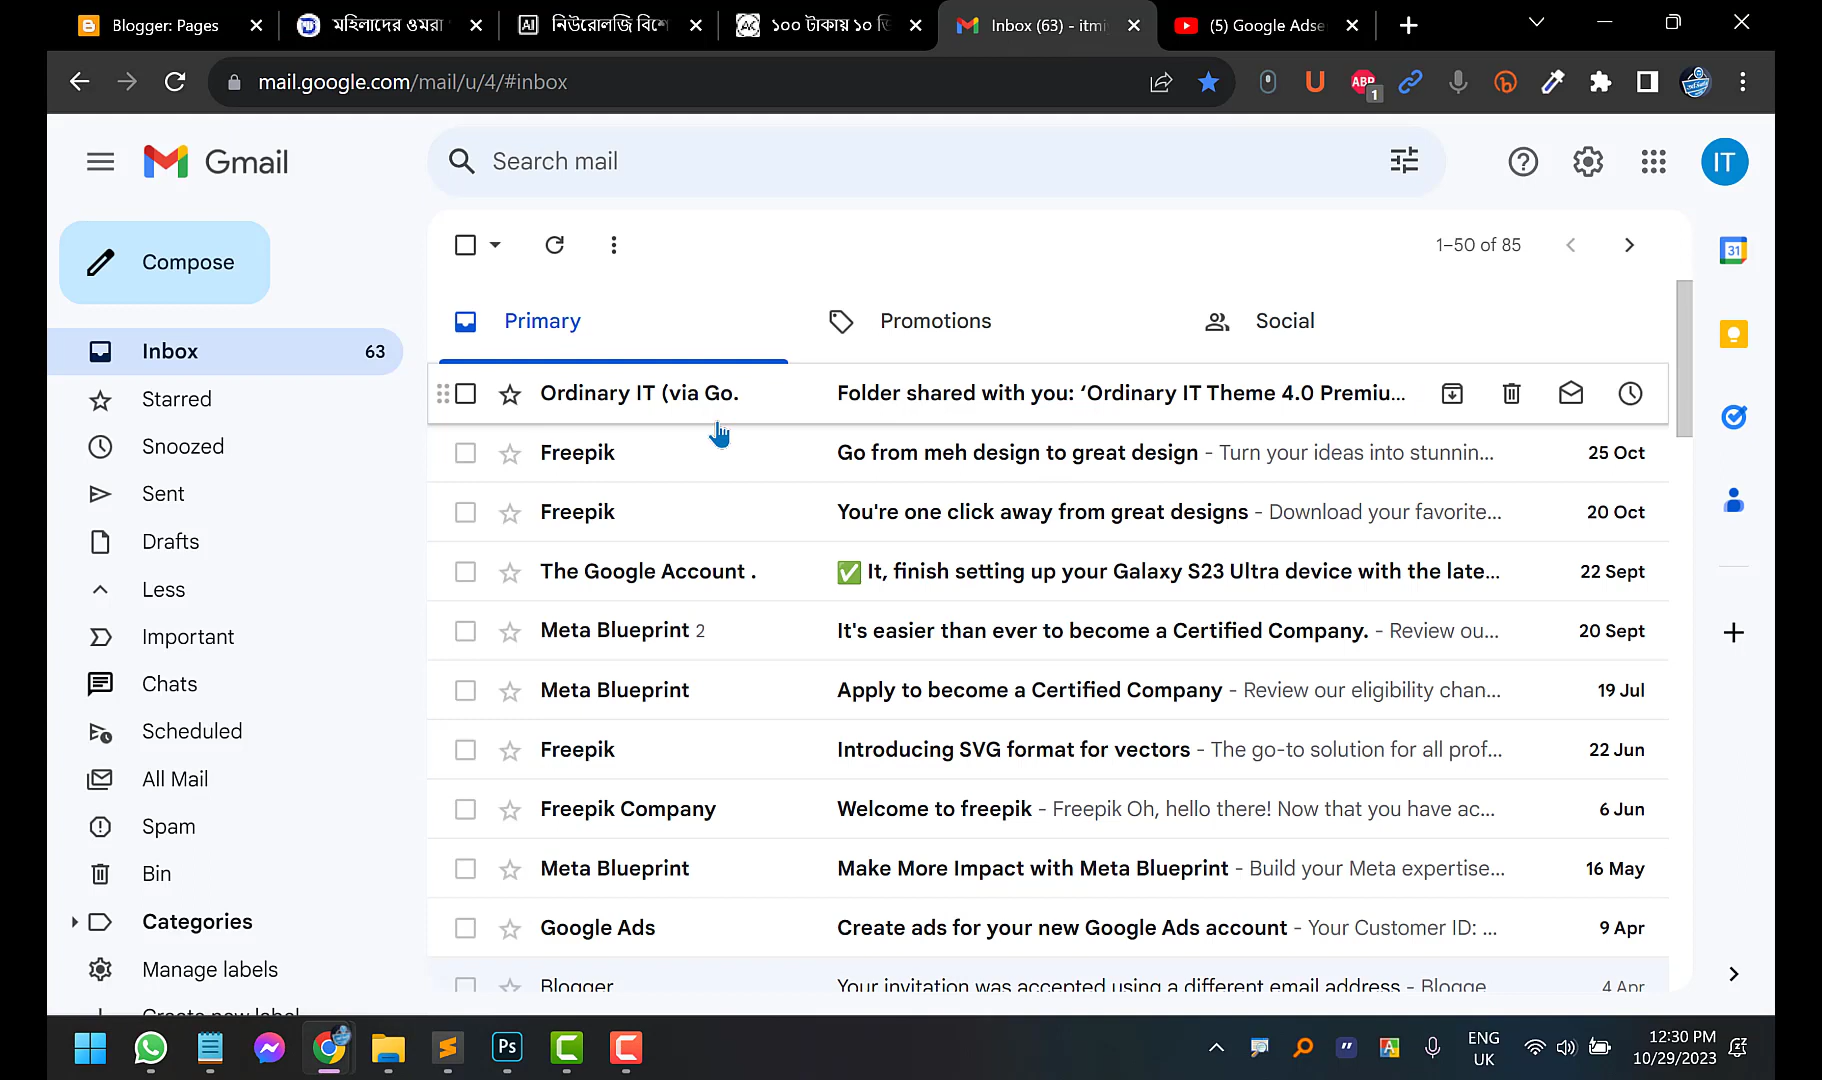 Blogger: Pages
মহিলাদের ওমরা
নিউরোলজি বিশে
১০০ টাকায় ১০ জি
Inbox (63) - itmi
(5) Google Adse
mail.google.com/mail/u/4/#inbox
ABP
1
Gmail
Search mail
IT
Compose
1–50 of 85
31
Primary
Promotions
Social
Inbox 63
Starred
Snoozed
Sent
Drafts
Less
Important
Chats
Scheduled
All Mail
Spam
Bin
Categories
Manage labels
Create new label
Ordinary IT (via Go. Folder shared with you: ‘Ordinary IT Theme 4.0 Premiu...
Freepik Go from meh design to great design - Turn your ideas into stunnin... 25 Oct
Freepik You're one click away from great designs - Download your favorite... 20 Oct
The Google Account . ✅ It, finish setting up your Galaxy S23 Ultra device with the late... 22 Sept
Meta Blueprint 2 It's easier than ever to become a Certified Company. - Review ou... 20 Sept
Meta Blueprint Apply to become a Certified Company - Review our eligibility chan... 19 Jul
Freepik Introducing SVG format for vectors - The go-to solution for all prof... 22 Jun
Freepik Company Welcome to freepik - Freepik Oh, hello there! Now that you have ac... 6 Jun
Meta Blueprint Make More Impact with Meta Blueprint - Build your Meta expertise... 16 May
Google Ads Create ads for your new Google Ads account - Your Customer ID: ... 9 Apr
Blogger Your invitation was accepted using a different email address - Blogge 4 Apr
Ps
ENG
UK
12:30 PM
10/29/2023